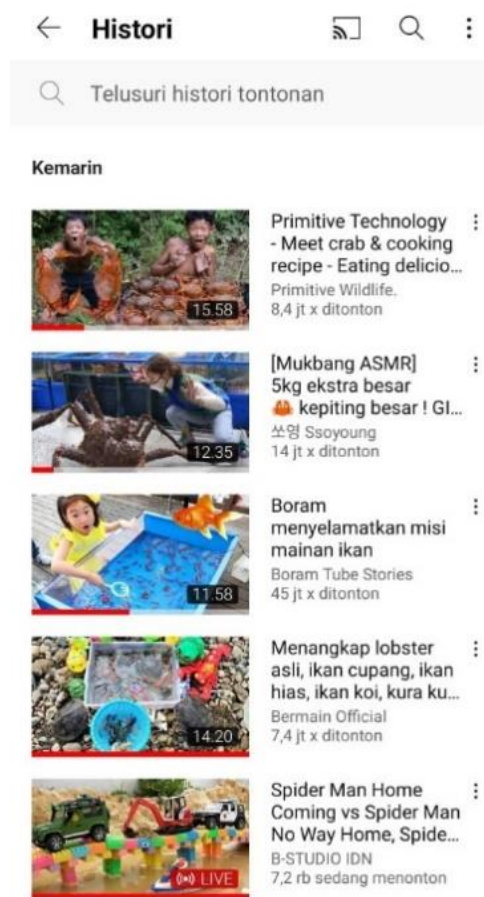 Histori
Telusuri histori tontonan
Kemarin
15.58
Primitive Technology
- Meet crab & cooking
recipe - Eating delicio...
Primitive Wildlife.
8,4 jt x ditonton
12.35
[Mukbang ASMR]
5kg ekstra besar
🦀 kepiting besar ! Gl...
쏘영 Ssoyoung
14 jt x ditonton
11.58
Boram
menyelamatkan misi
mainan ikan
Boram Tube Stories
45 jt x ditonton
14.20
Menangkap lobster
asli, ikan cupang, ikan
hias, ikan koi, kura ku...
Bermain Official
7,4 jt x ditonton
LIVE
Spider Man Home
Coming vs Spider Man
No Way Home, Spide...
B-STUDIO IDN
7,2 rb sedang menonton